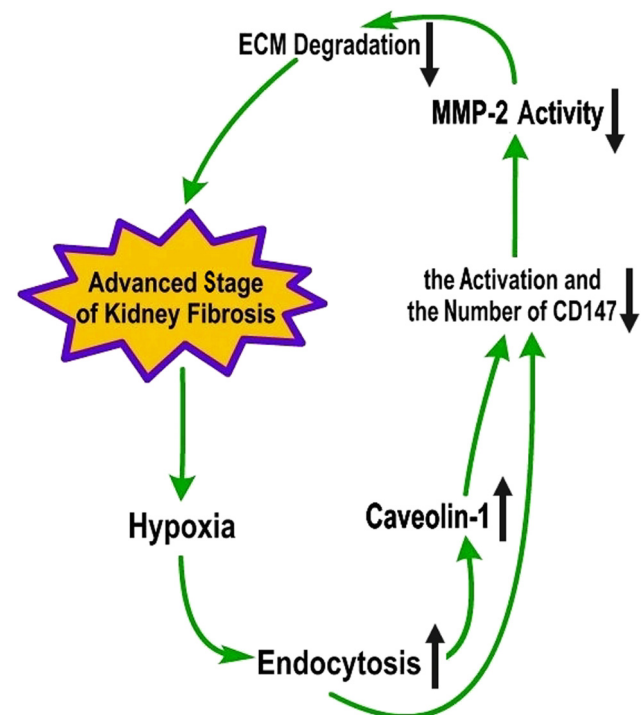 ECM Degradation
MMP-2 Activity
Advanced Stage
of Kidney Fibrosis
the Activation and
the Number of CD147
Hypoxia
Caveolin-1
Endocytosis